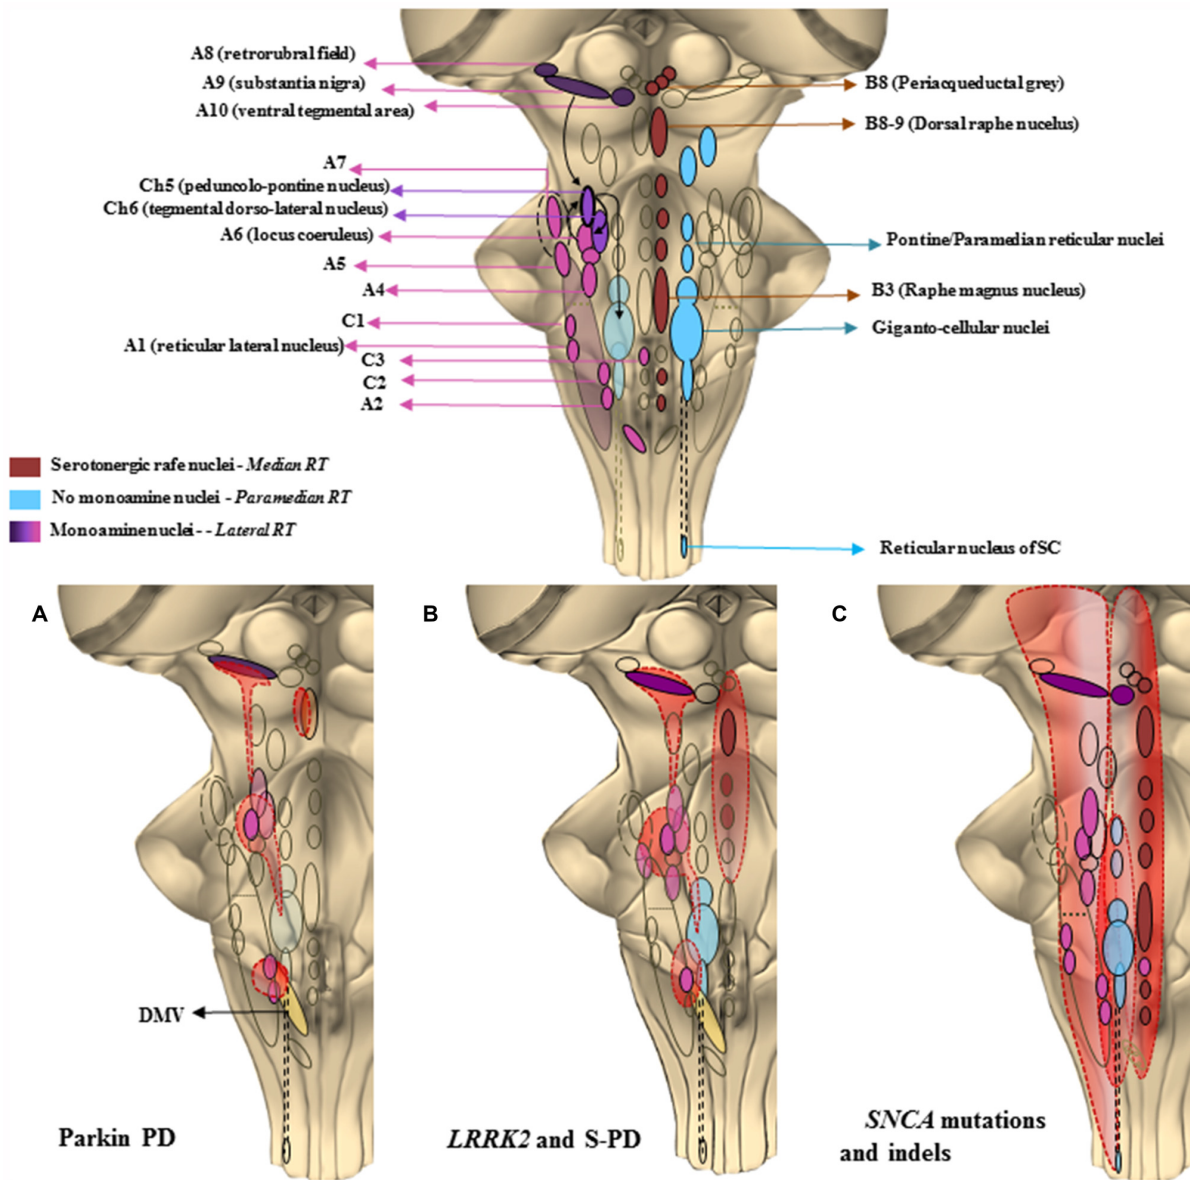 A8 (retrorubral field)
A9 (substantia nigra)
A10 (ventral tegmental area)
A7
Ch5 (peduncolo-pontine nucleus)
Ch6 (tegmental dorso-lateral nucleus)
A6 (locus coeruleus)
A5
A4
C1
A1 (reticular lateral nucleus)
C3
C2
A2
B8 (Periacqueductal grey)
B8-9 (Dorsal raphe nucelus)
Pontine/Paramedian reticular nuclei
B3 (Raphe magnus nucleus)
Giganto-cellular nuclei
Reticular nucleus of SC
Serotonergic rafe nuclei - Median RT
No monoamine nuclei - Paramedian RT
Monoamine nuclei - - Lateral RT
A
DMV
Parkin PD
B
LRRK2 and S-PD
C
SNCA mutations
and indels